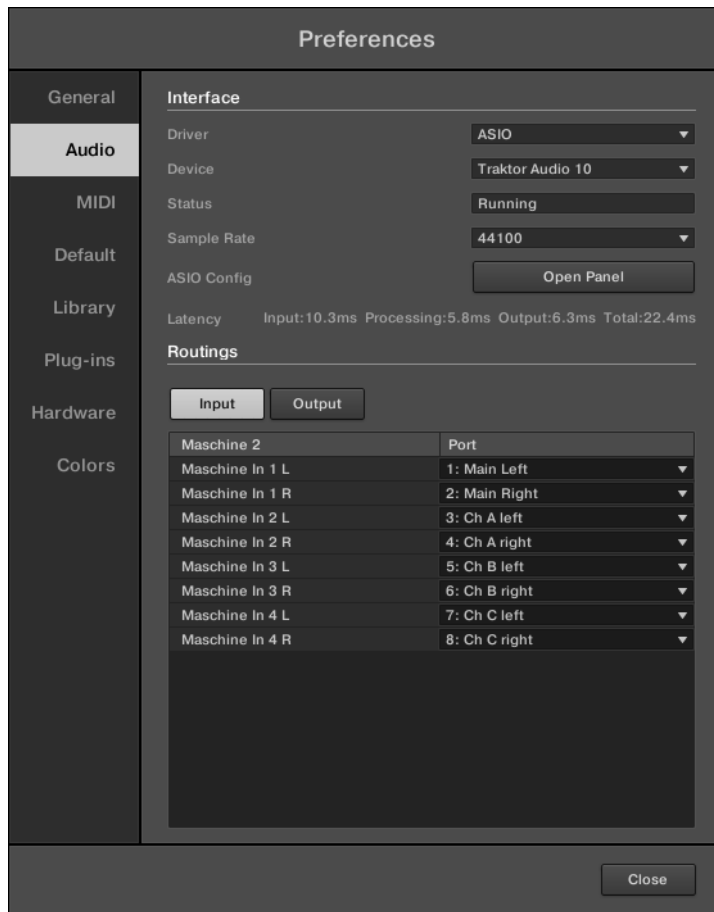 Preferences
General
Audio
MIDI
Default
Library
Plug-ins
Hardware
Colors
Interface
Driver ASIO
Device Traktor Audio 10
Status Running
Sample Rate 44100
ASIO Config Open Panel
Latency Input:10.3ms Processing:5.8ms Output:6.3ms Total:22.4ms
Routings
Input Output
Maschine 2 Port
Maschine In 1 L 1: Main Left
Maschine In 1 R 2: Main Right
Maschine In 2 L 3: Ch A left
Maschine In 2 R 4: Ch A right
Maschine In 3 L 5: Ch B left
Maschine In 3 R 6: Ch B right
Maschine In 4 L 7: Ch C left
Maschine In 4 R 8: Ch C right
Close